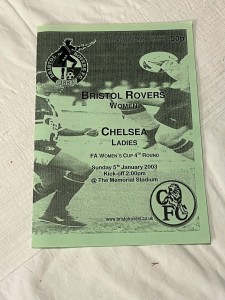 50p
BRISTOL ROVERS
WOMEN
CHELSEA
LADIES
FA WOMEN'S CUP 4TH ROUND
Sunday 5th January 2003
Kick-off 2:00pm
@ The Memorial Stadium
CFC
www.bristolrovers.co.uk